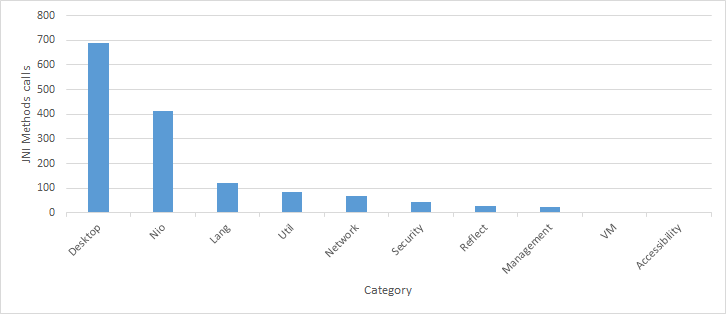 800
700
600
500
400
300
200
100
0
JNI Methods calls
Desktop
Nio
Lang
Util
Network
Security
Reflect
Management
VM
Accessibility
Category